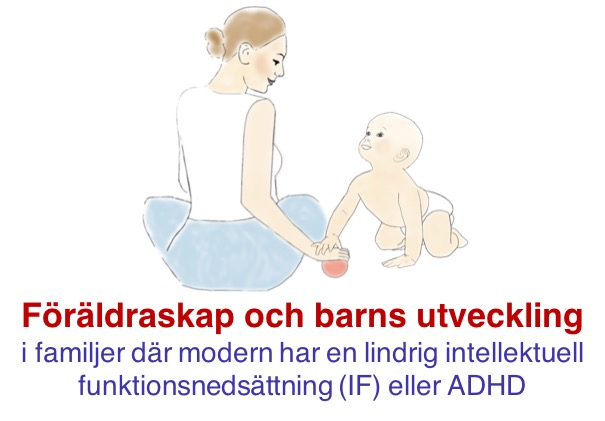 Föräldraskap och barns utveckling
i familjer där modern har en lindrig intellektuell
funktionsnedsättning (IF) eller ADHD